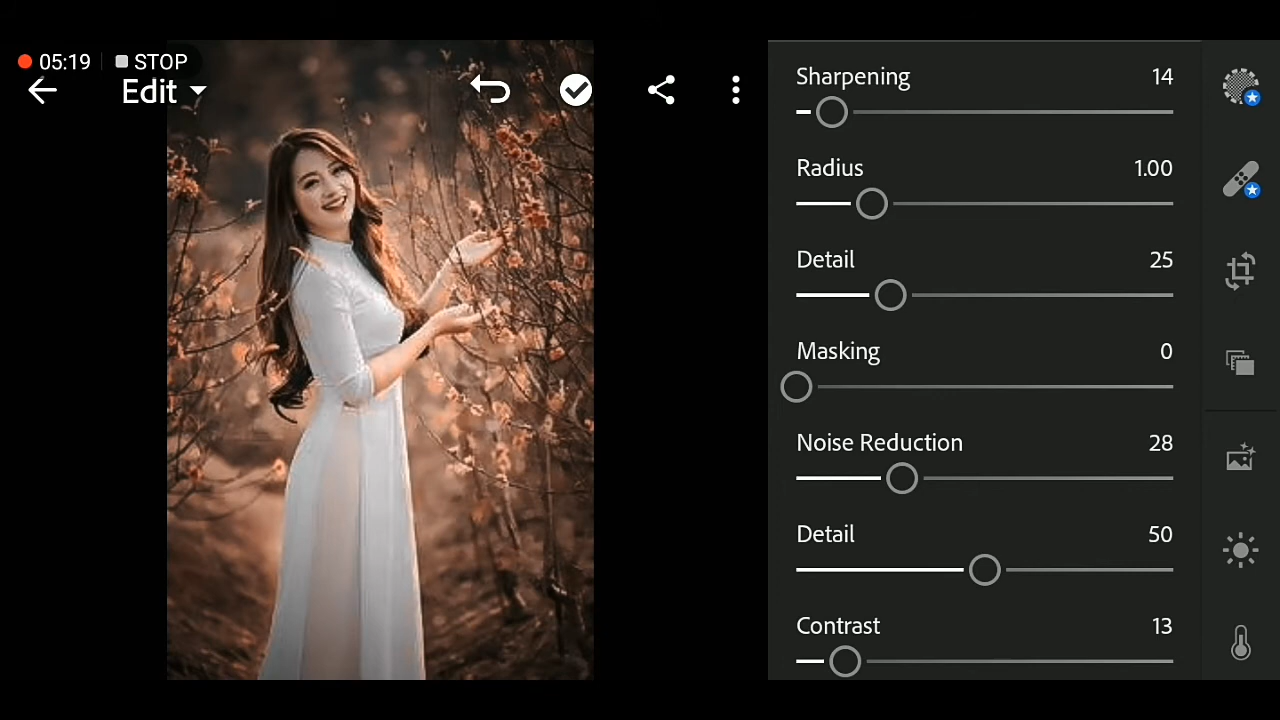 05:19 STOP
Edit
Sharpening 14
Radius 1.00
Detail 25
Masking 0
Noise Reduction 28
Detail 50
Contrast 13